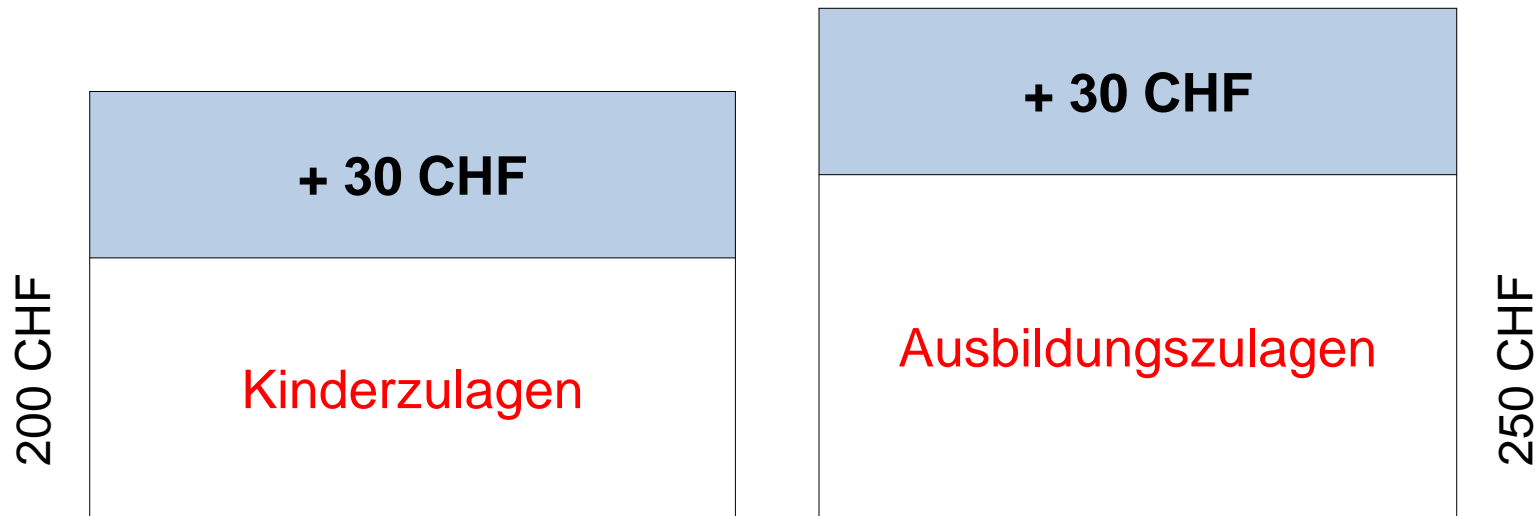 + 30 CHF
+ 30 CHF
200 CHF
Kinderzulagen
Ausbildungszulagen
250 CHF